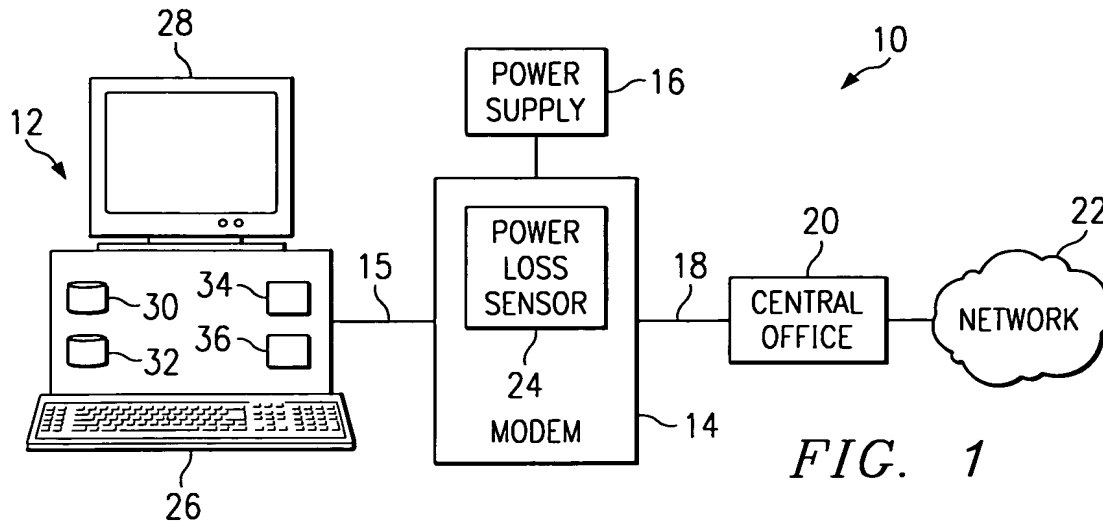 28
12
POWER
SUPPLY
16
10
30
32
34
36
15
POWER
LOSS
SENSOR
24
MODEM
14
18
20
CENTRAL
OFFICE
22
NETWORK
26
FIG. 1